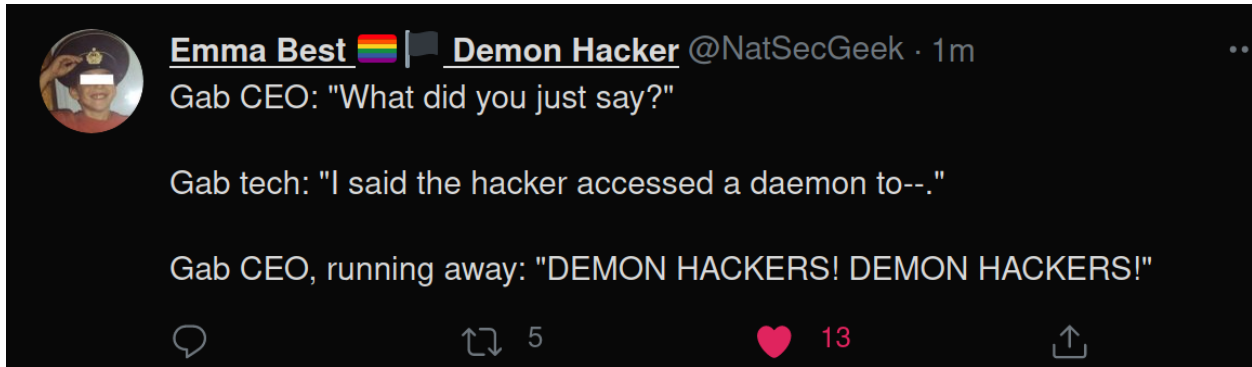 Emma Best 🏳️‍🌈🏴 Demon Hacker @NatSecGeek · 1m
Gab CEO: "What did you just say?"
Gab tech: "I said the hacker accessed a daemon to--."
Gab CEO, running away: "DEMON HACKERS! DEMON HACKERS!"
5 13